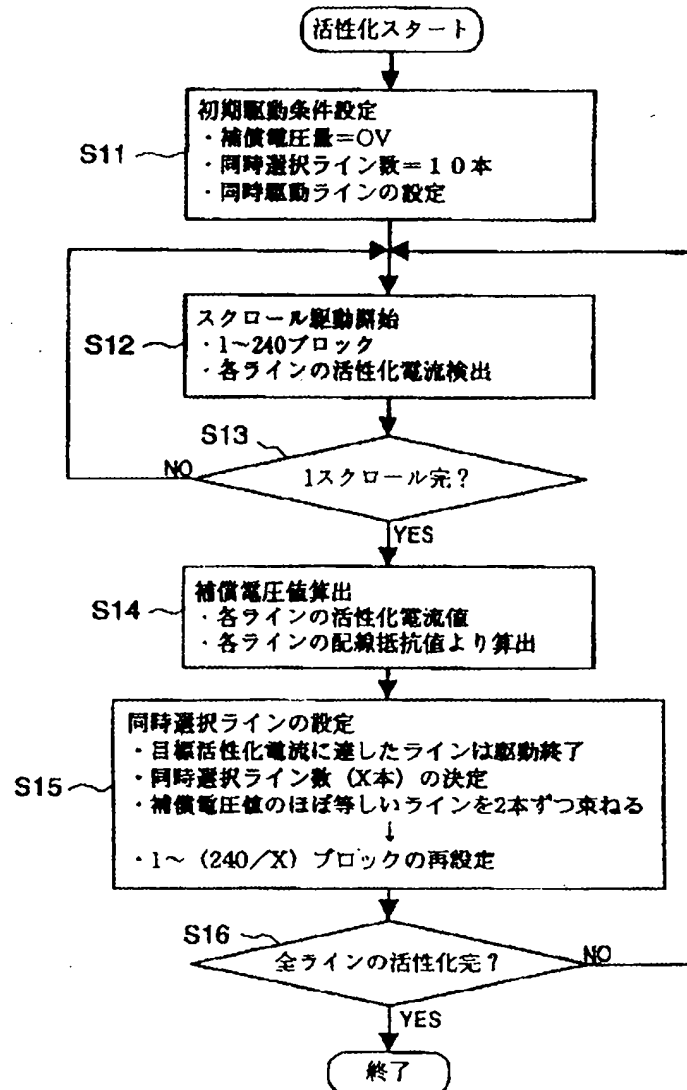 活性化スタート
S11
初期駆動条件設定
・補償電圧量=0V
・同時選択ライン数=10本
・同時駆動ラインの設定
S12
スクロール駆動開始
・1~240ブロック
・各ラインの活性化電流検出
S13
NO
1スクロール完?
YES
S14
補償電圧値算出
・各ラインの活性化電流値
・各ラインの配線抵抗値より算出
S15
同時選択ラインの設定
・目標活性化電流に達したラインは駆動終了
・同時選択ライン数(X本)の決定
・補償電圧値のほぼ等しいラインを2本ずつ束ねる
↓
・1~(240/X)ブロックの再設定
S16
全ラインの活性化完?
NO
YES
終了